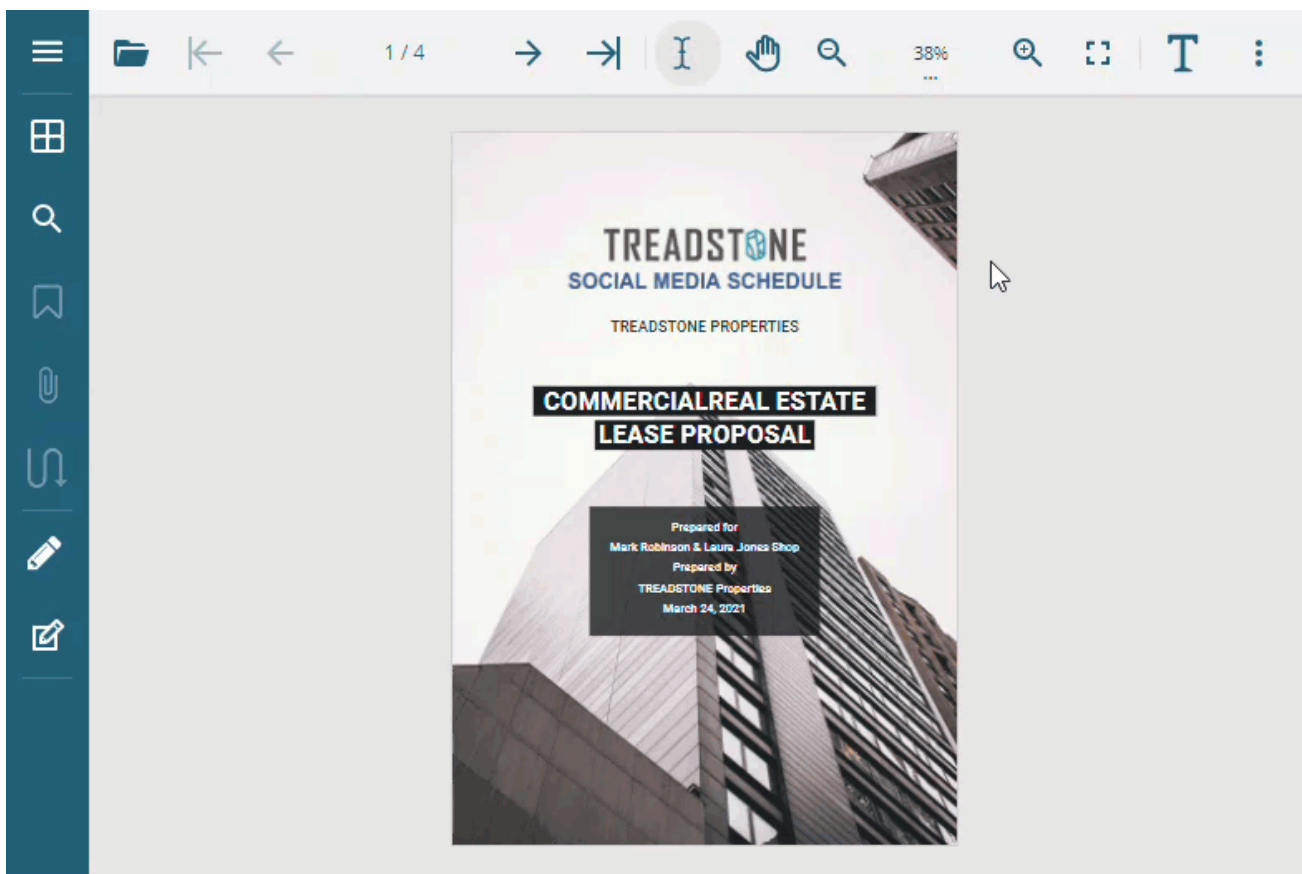 1 / 4
38%
T
TREADSTONE
SOCIAL MEDIA SCHEDULE
TREADSTONE PROPERTIES
COMMERCIALREAL ESTATE
LEASE PROPOSAL
Prepared for
Mark Robinson & Laura Jones Shop
Prepared by
TREADSTONE Properties
March 24, 2021